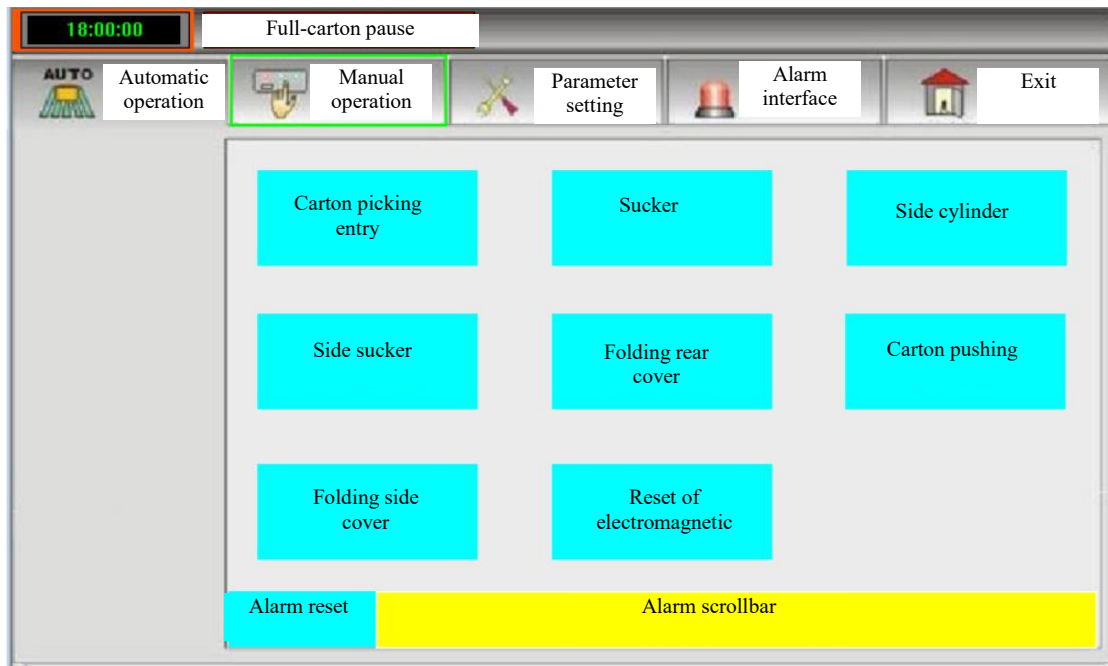 18:00:00
Full-carton pause
AUTO
Automatic
operation
Manual
operation
Parameter
setting
Alarm
interface
Exit
Carton picking
entry
Sucker
Side cylinder
Side sucker
Folding rear
cover
Carton pushing
Folding side
cover
Reset of
electromagnetic
Alarm reset
Alarm scrollbar